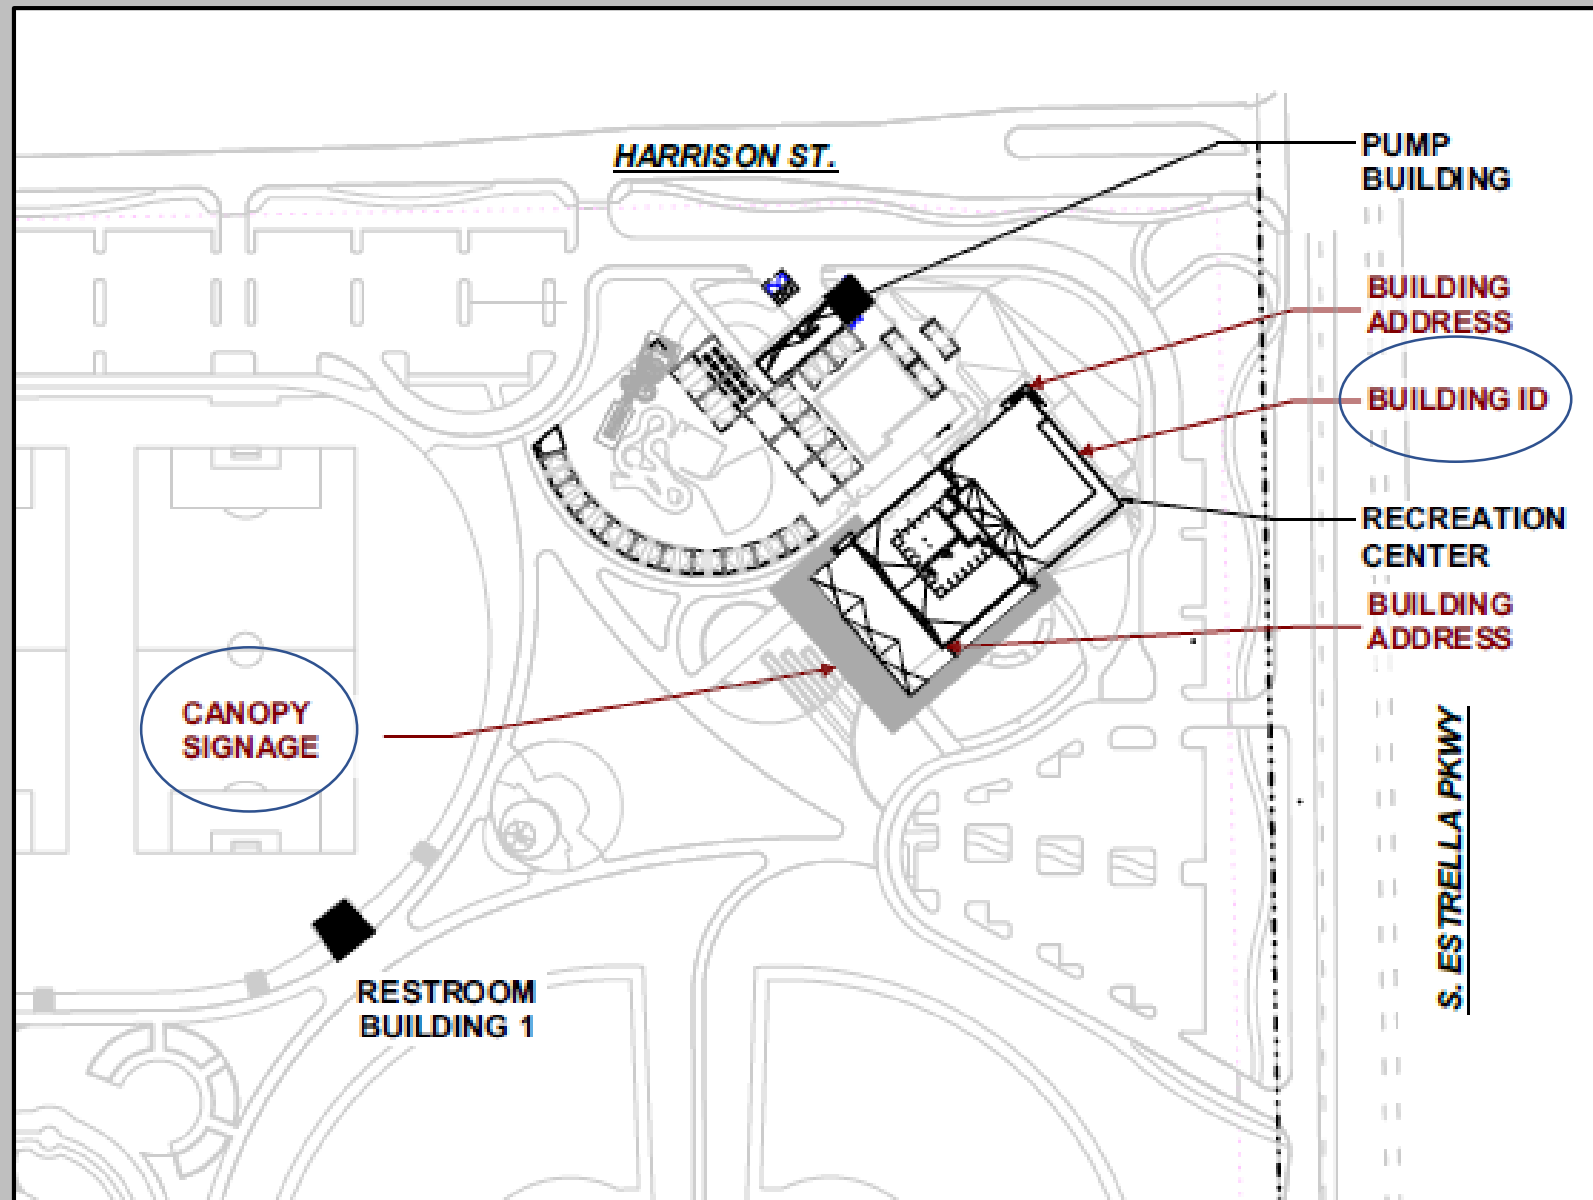 HARRISON ST.
PUMP
BUILDING
BUILDING
ADDRESS
BUILDING ID
RECREATION
CENTER
BUILDING
ADDRESS
CANOPY
SIGNAGE
S. ESTRELLA PKWY
RESTROOM
BUILDING 1